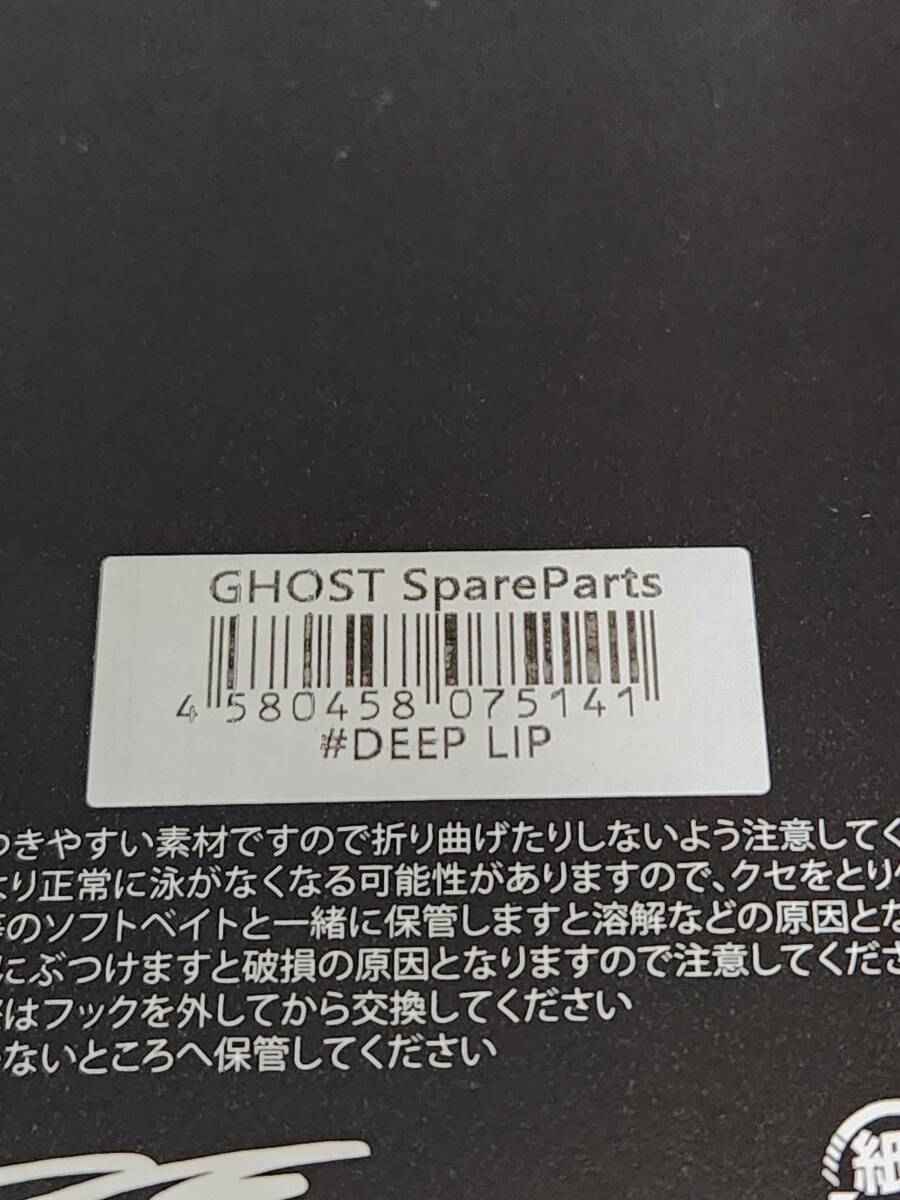 GHOST SpareParts
4 580458 075141
#DEEP LIP
つきやすい素材ですので折り曲げたりしないよう注意してく
より正常に泳がなくなる可能性がありますので、クセをとり
等のソフトベイトと一緒に保管しますと溶解などの原因とな
にぶつけますと破損の原因となりますので注意してくださ
はフックを外してから交換してください
ないところへ保管してください
紙